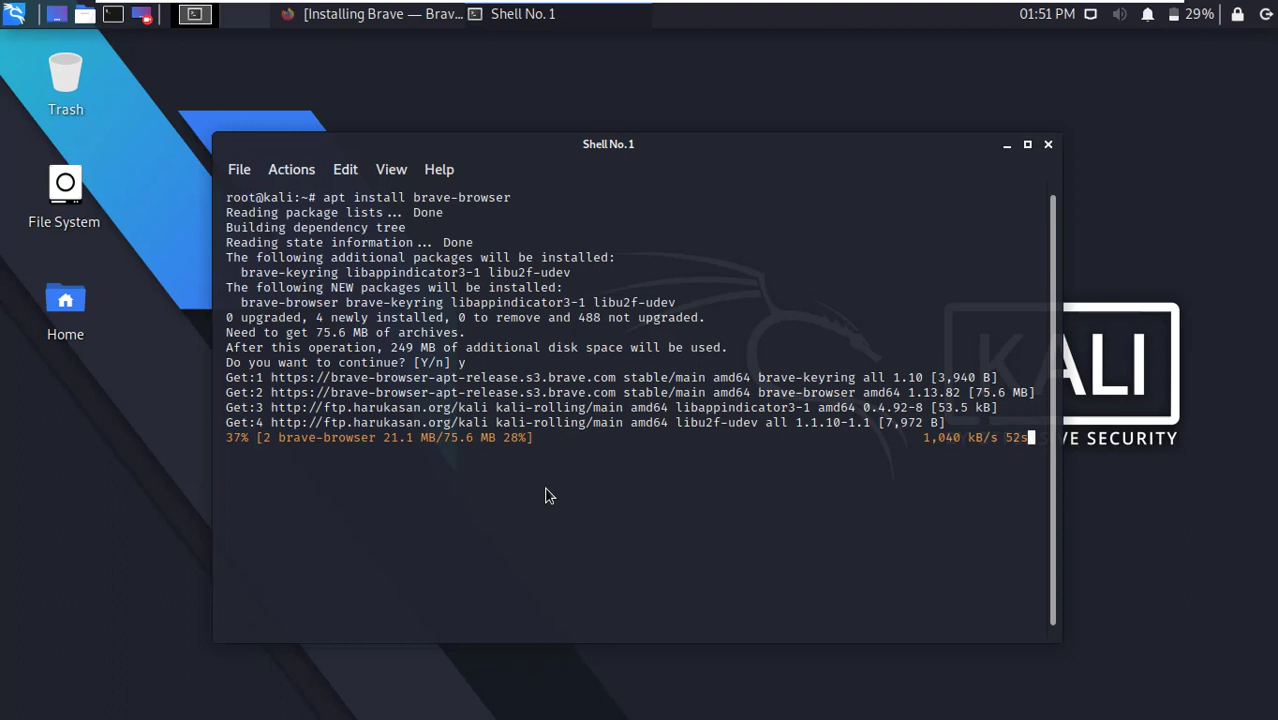 [Installing Brave — Brav... Shell No. 1 01:51 PM 29%
Trash
File System
Home
Shell No. 1
File Actions Edit View Help
root@kali:~# apt install brave-browser
Reading package lists... Done
Building dependency tree
Reading state information... Done
The following additional packages will be installed:
brave-keyring libappindicator3-1 libu2f-udev
The following NEW packages will be installed:
brave-browser brave-keyring libappindicator3-1 libu2f-udev
0 upgraded, 4 newly installed, 0 to remove and 488 not upgraded.
Need to get 75.6 MB of archives.
After this operation, 249 MB of additional disk space will be used.
Do you want to continue? [Y/n] y
Get:1 https://brave-browser-apt-release.s3.brave.com stable/main amd64 brave-keyring all 1.10 [3,940 B]
Get:2 https://brave-browser-apt-release.s3.brave.com stable/main amd64 brave-browser amd64 1.13.82 [75.6 MB]
Get:3 http://ftp.harukasan.org/kali kali-rolling/main amd64 libappindicator3-1 amd64 0.4.92-8 [53.5 kB]
Get:4 http://ftp.harukasan.org/kali kali-rolling/main amd64 libu2f-udev all 1.1.10-1.1 [7,972 B]
37% [2 brave-browser 21.1 MB/75.6 MB 28%] 1,040 kB/s 52s
KALI
SECURITY